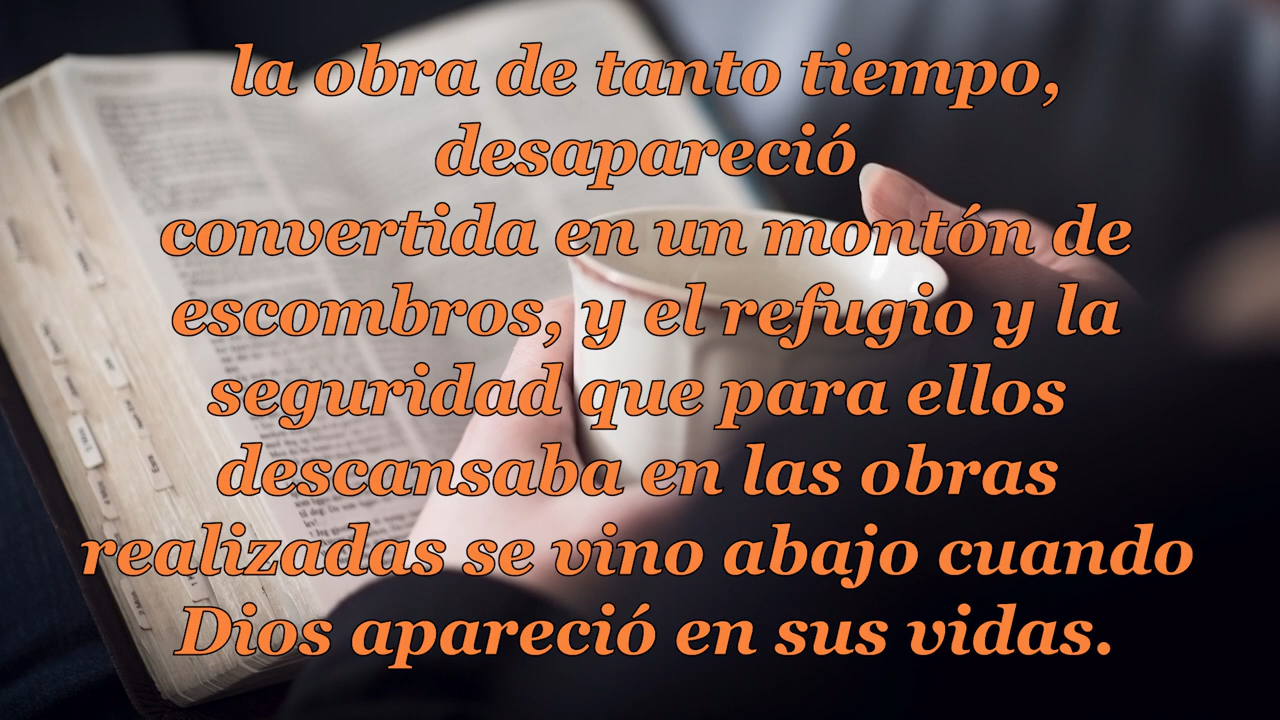 la obra de tanto tiempo,
desapareció
convertida en un montón de
escombros, y el refugio y la
seguridad que para ellos
descansaba en las obras
realizadas se vino abajo cuando
Dios apareció en sus vidas.